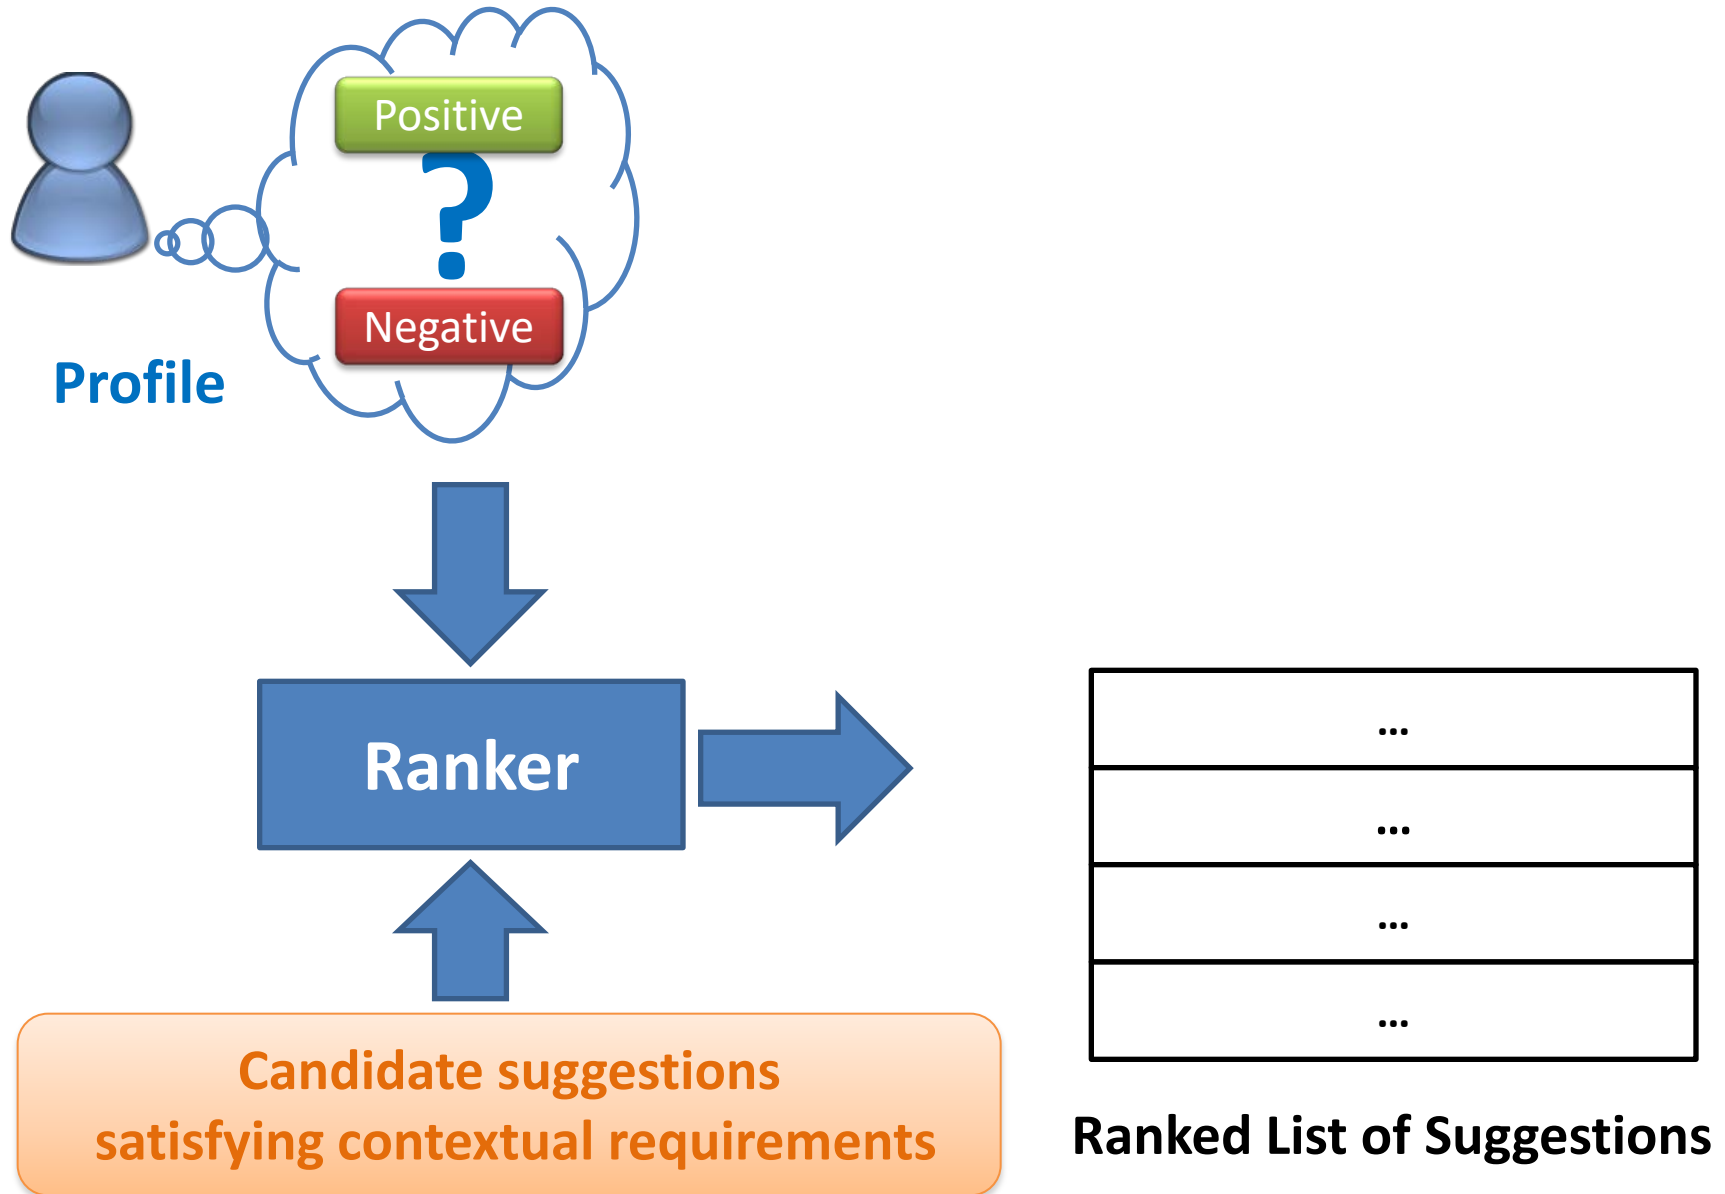 Positive
?
Negative
Profile
Ranker
...
...
...
...
Candidate suggestions
satisfying contextual requirements
Ranked List of Suggestions